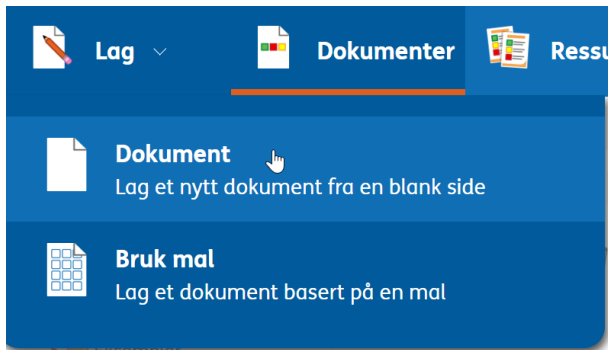 Lag
Dokumenter
Dokument
Lag et nytt dokument fra en blank side
Bruk mal
Lag et dokument basert på en mal